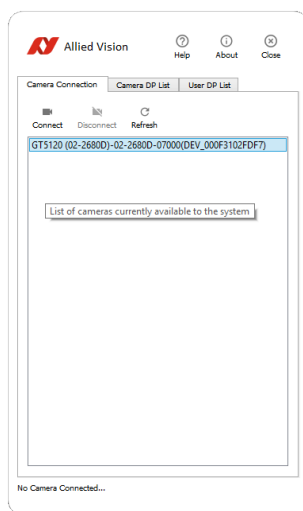 Allied Vision
Help About Close
Camera Connection Camera DP List User DP List
Connect Disconnect Refresh
GT5120 (02-2680D)-02-2680D-07000(DEV_000F3102FDF7)
List of cameras currently available to the system
No Camera Connected...